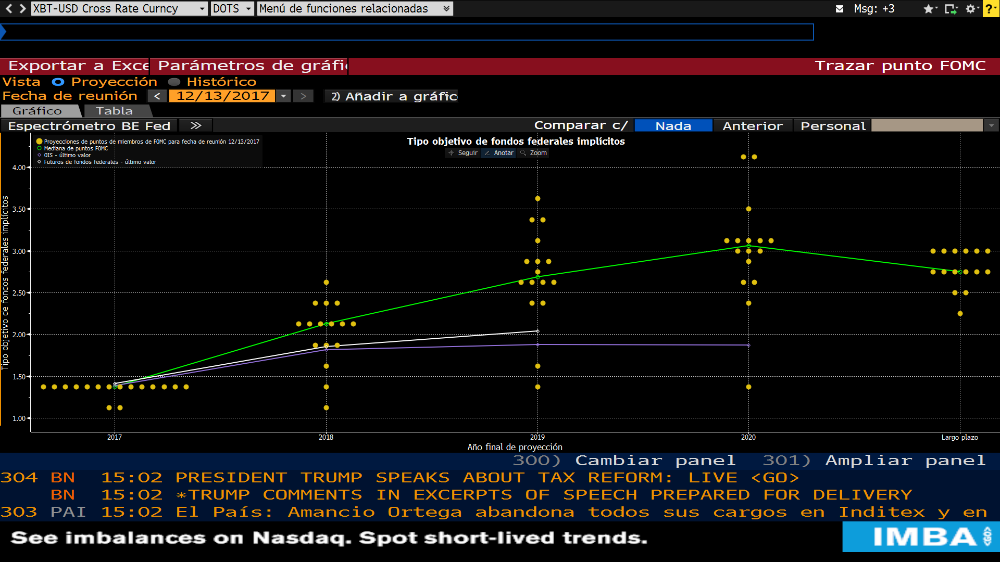 XBT-USD Cross Rate Curncy DOTS Menú de funciones relacionadas Msg: +3 ?
Exportar a Exce Parámetros de gráfi Trazar punto FOMC
Vista Proyección Histórico
Fecha de reunión < 12/13/2017 > 2) Añadir a gráfic
Gráfico Tabla
Espectrómetro BE Fed >> Comparar c/ Nada Anterior Personal
Tipo objetivo de fondos federales implícitos
Seguir Anotar Zoom
Proyecciones de puntos de miembros de FOMC para fecha de reunión 12/13/2017
Mediana de puntos FOMC
OIS - último valor
Futuros de fondos federales - último valor
Tipo objetivo de fondos federales implícitos
4.00
3.50
3.00
2.50
2.00
1.50
1.00
2017 2018 2019 2020 Largo plazo
Año final de proyección
300) Cambiar panel 301) Ampliar panel
304 BN 15:02 PRESIDENT TRUMP SPEAKS ABOUT TAX REFORM: LIVE <GO>
BN 15:02 *TRUMP COMMENTS IN EXCERPTS OF SPEECH PREPARED FOR DELIVERY
303 PAI 15:02 El País: Amancio Ortega abandona todos sus cargos en Inditex y en
See imbalances on Nasdaq. Spot short-lived trends.
IMBA <GO>